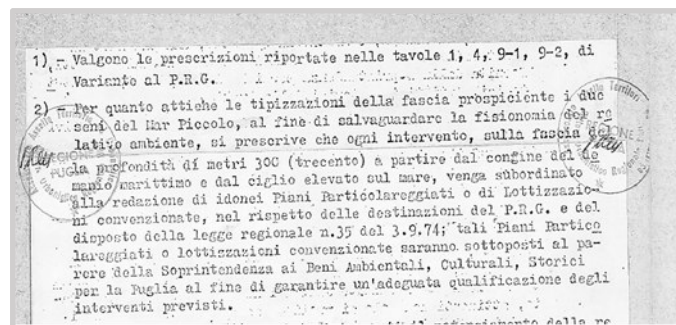 1) - Valgono le prescrizioni riportate nelle tavole 1, 4, 9-1, 9-2, di
Variante al P.R.G.
2) - Per quanto attiche le tipizzazioni della fascia prospiciente i due
seni del Mar Piccolo, al fine di salvaguardare la fisionomia del re
lativo ambiente, si prescrive che ogni intervento, sulla fascia del
la profondità di metri 300 (trecento) a partire dal confine del de
manio marittimo e dal ciglio elevato sul mare, venga subordinato
alla redazione di idonei Piani Particolareggiati o di Lottizzazio-
ni convenzionate, nel rispetto delle destinazioni del P.R.G. e del
disposto della legge regionale n.35 del 3.9.74; tali Piani Partico
lareggiati o lottizzazioni convenzionate saranno sottoposti al pa-
rere della Soprintendenza ai Beni Ambientali, Culturali, Storici
per la Puglia al fine di garantire un'adeguata qualificazione degli
interventi previsti.
REGIONE
PUGLIA